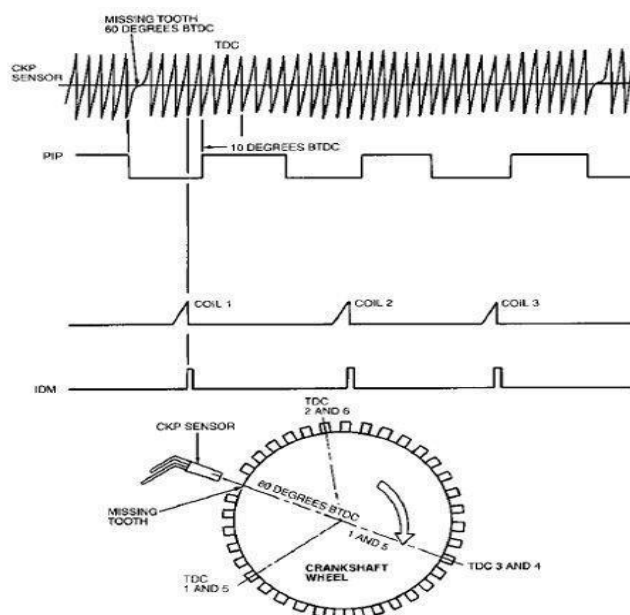 MISSING TOOTH
60 DEGREES BTDC
TDC
CKP
SENSOR
10 DEGREES BTDC
PIP
COIL 1
COIL 2
COIL 3
IDM
TDC
2 AND 6
CKP SENSOR
60 DEGREES BTDC
1 AND 5
MISSING
TOOTH
TDC 3 AND 4
TDC
1 AND 5
CRANKSHAFT
WHEEL